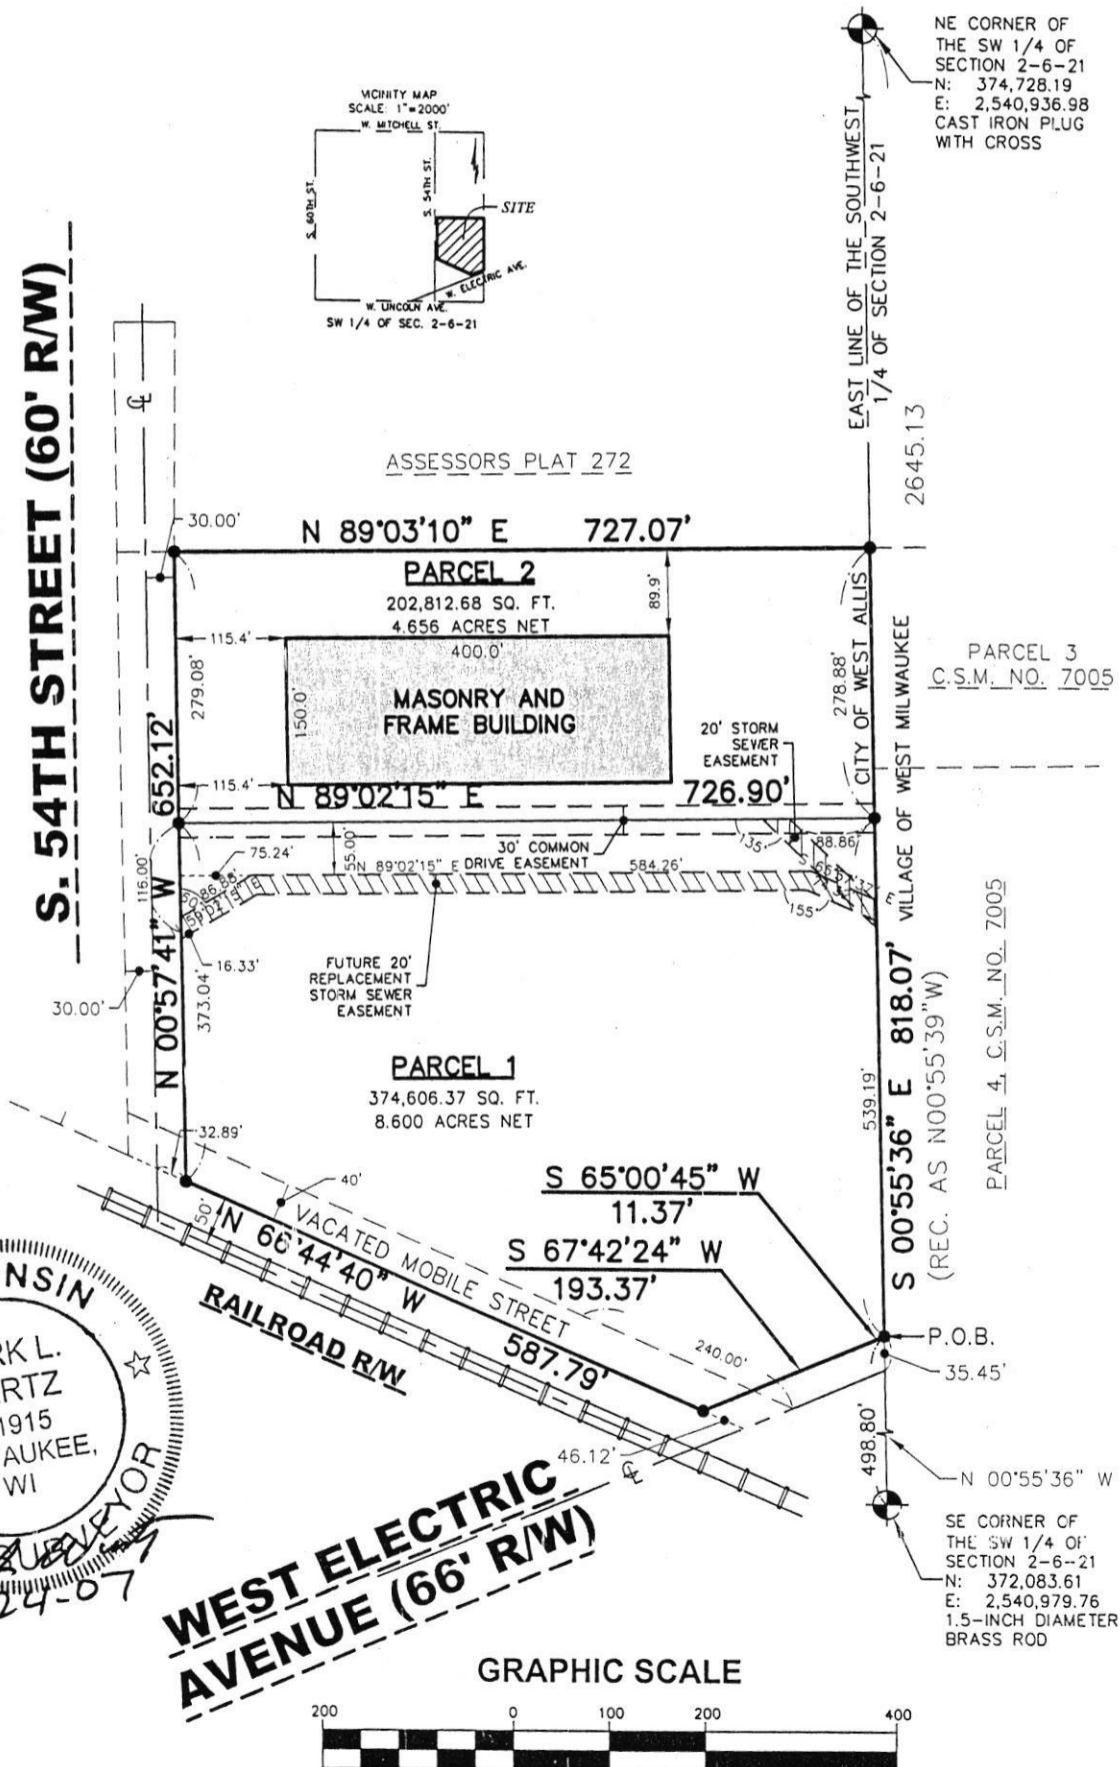 NE CORNER OF
THE SW 1/4 OF
SECTION 2-6-21
N: 374,728.19
E: 2,540,936.98
CAST IRON PLUG
WITH CROSS
VICINITY MAP
SCALE: 1"=2000'
W. MITCHELL ST.
S. 60TH ST.
S. 54TH ST.
SITE
W. ELECTRIC AVE.
W. LINCOLN AVE.
SW 1/4 OF SEC. 2-6-21
EAST LINE OF THE SOUTHWEST
1/4 OF SECTION 2-6-21
2645.13
S. 54TH STREET (60' R/W)
ASSESSORS PLAT 272
30.00'
N 89°03'10" E 727.07'
PARCEL 2
202,812.68 SQ. FT.
4.656 ACRES NET
89.9'
115.4'
400.0'
150.0'
MASONRY AND
FRAME BUILDING
279.08'
652.12'
278.88'
CITY OF WEST ALLIS
VILLAGE OF WEST MILWAUKEE
PARCEL 3
C.S.M. NO. 7005
20' STORM
SEWER
EASEMENT
115.4'
N 89°02'15" E 726.90'
30' COMMON
DRIVE EASEMENT
135°
88.86'
75.24'
55.00'
N 89°02'15" E 584.26'
116.00'
155°
16.33'
30.00'
FUTURE 20'
REPLACEMENT
STORM SEWER
EASEMENT
N 00°57'41" W
373.04'
PARCEL 1
374,606.37 SQ. FT.
8.600 ACRES NET
539.19'
S 00°55'36" E 818.07'
(REC. AS N00°55'39"W)
PARCEL 4, C.S.M. NO. 7005
32.89'
40'
50'
VACATED MOBILE STREET
N 66°44'40" W
587.79'
RAILROAD R/W
S 65°00'45" W
11.37'
S 67°42'24" W
193.37'
240.00'
P.O.B.
35.45'
46.12'
498.80'
N 00°55'36" W
SE CORNER OF
THE SW 1/4 OF
SECTION 2-6-21
N: 372,083.61
E: 2,540,979.76
1.5-INCH DIAMETER
BRASS ROD
NSIN
RK L.
RTZ
1915
AUKEE,
WI
SURVEYOR
24-07
WEST ELECTRIC
AVENUE (66' R/W)
GRAPHIC SCALE
200 0 100 200 400